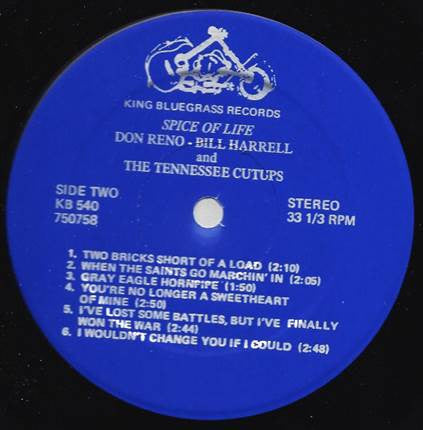 KING BLUEGRASS RECORDS
SPICE OF LIFE
DON RENO - BILL HARRELL
and
THE TENNESSEE CUTUPS
SIDE TWO
KB 540
750758
STEREO
33 1/3 RPM
1. TWO BRICKS SHORT OF A LOAD (2:10)
2. WHEN THE SAINTS GO MARCHIN' IN (2:05)
3. GRAY EAGLE HORNPIPE (1:50)
4. YOU'RE NO LONGER A SWEETHEART
OF MINE (2:50)
5. I'VE LOST SOME BATTLES, BUT I'VE FINALLY
WON THE WAR (2:44)
6. I WOULDN'T CHANGE YOU IF I COULD (2:48)